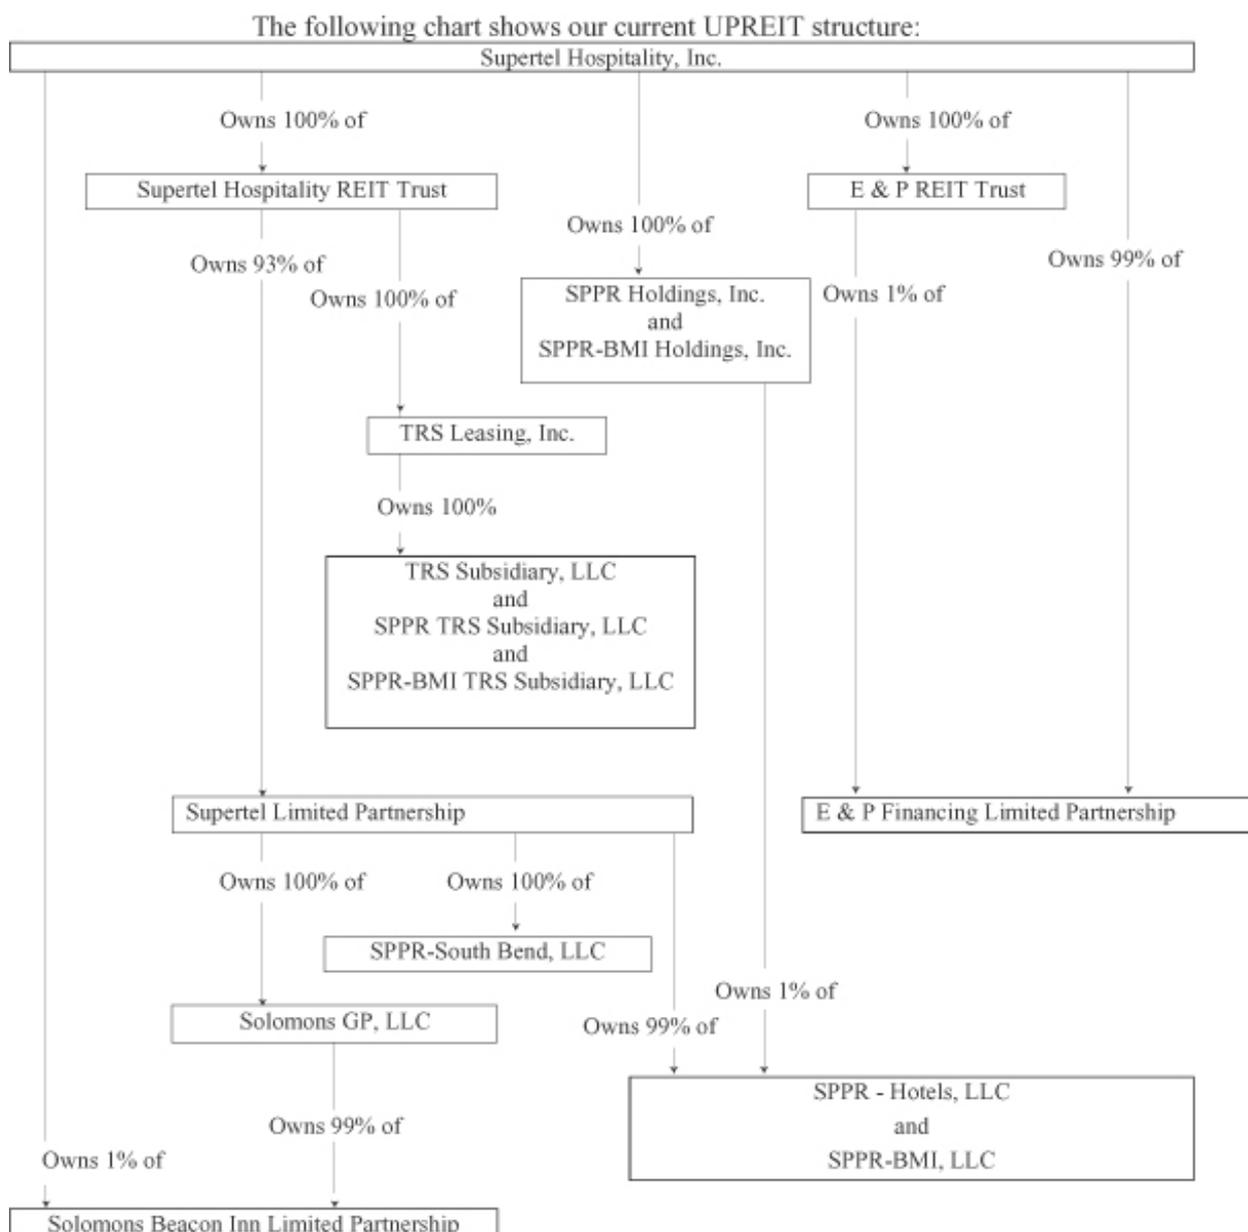 The following chart shows our current UPREIT structure:
Supertel Hospitality, Inc.
Owns 100% of
Owns 100% of
Supertel Hospitality REIT Trust
E & P REIT Trust
Owns 100% of
Owns 93% of
Owns 99% of
Owns 100% of
SPPR Holdings, Inc.
and
SPPR-BMI Holdings, Inc.
Owns 1% of
TRS Leasing, Inc.
Owns 100%
TRS Subsidiary, LLC
and
SPPR TRS Subsidiary, LLC
and
SPPR-BMI TRS Subsidiary, LLC
Supertel Limited Partnership
E & P Financing Limited Partnership
Owns 100% of
Owns 100% of
SPPR-South Bend, LLC
Owns 1% of
Solomons GP, LLC
Owns 99% of
SPPR - Hotels, LLC
and
SPPR-BMI, LLC
Owns 99% of
Owns 1% of
Solomons Beacon Inn Limited Partnership